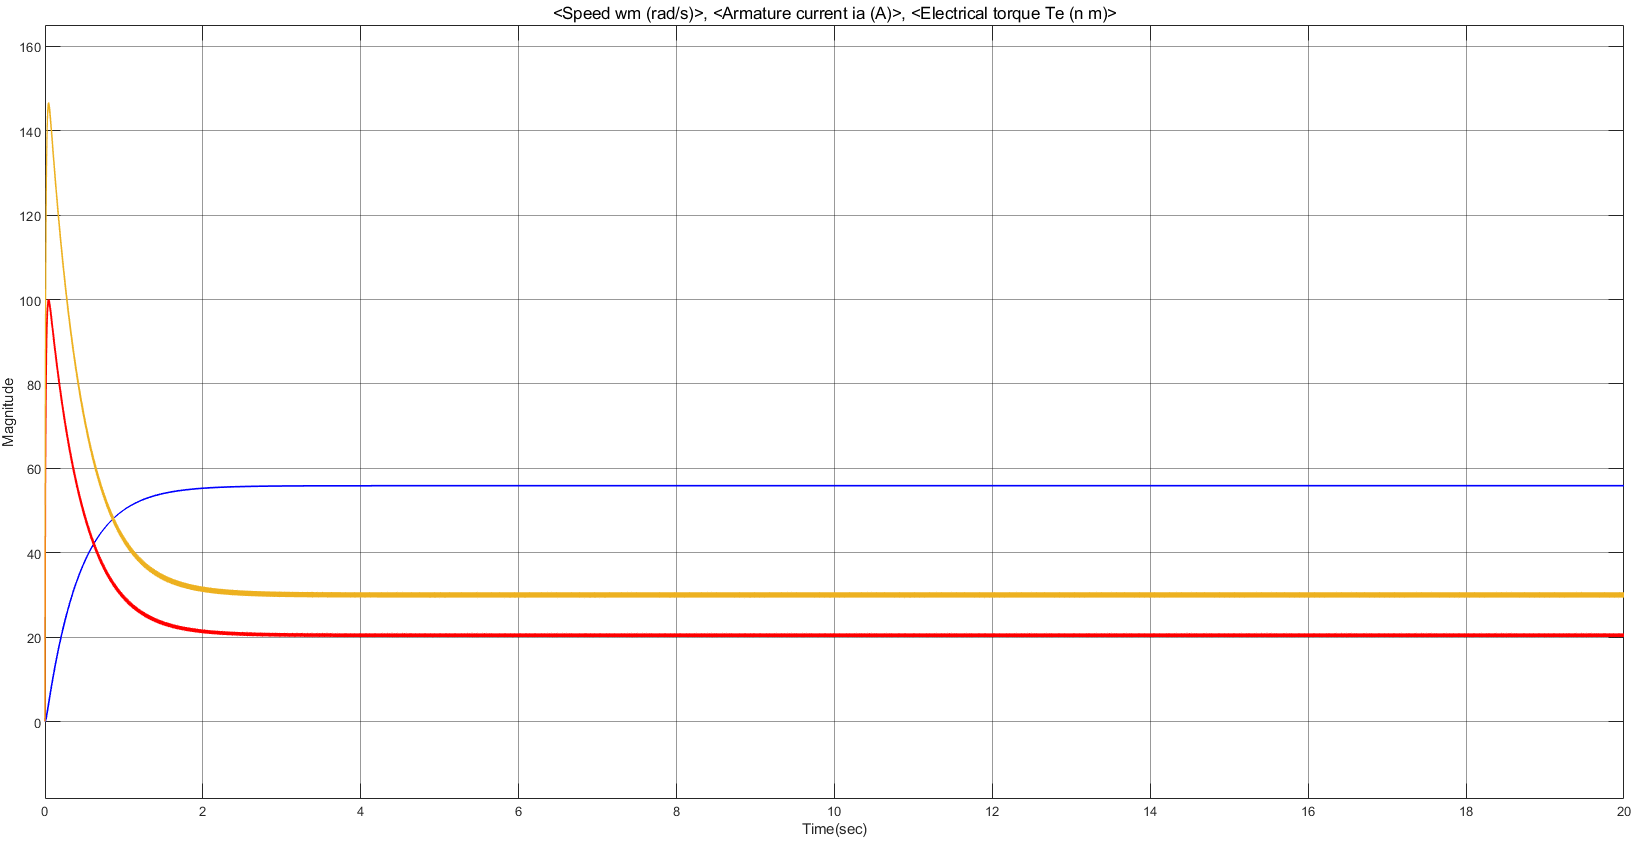 <Speed wm (rad/s)>, <Armature current ia (A)>, <Electrical torque Te (n m)>
160
140
120
100
80
60
40
20
0
Magnitude
0 2 4 6 8 10 12 14 16 18 20
Time(sec)